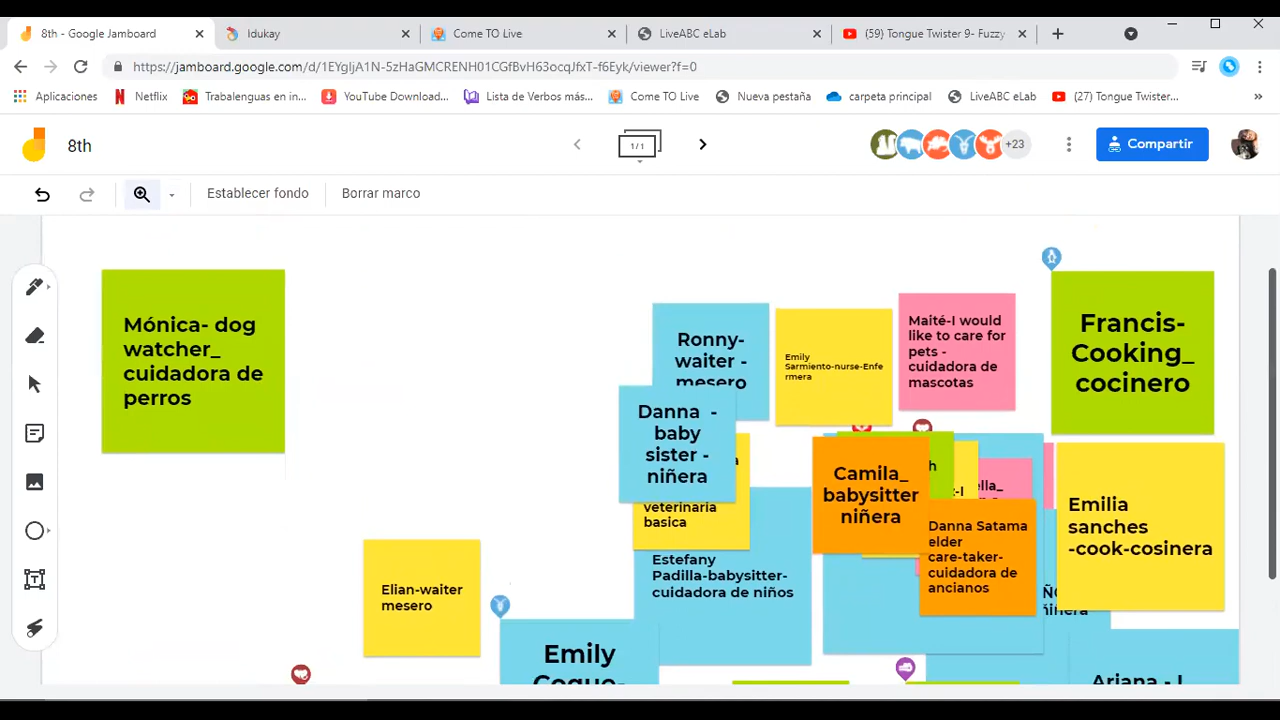 8th - Google Jamboard
Idukay
Come TO Live
LiveABC eLab
(59) Tongue Twister 9- Fuzzy
https://jamboard.google.com/d/1EYgIjA1N-5zHaGMCRENH01CGfBvH63ocqJfxT-f6Eyk/viewer?f=0
Aplicaciones
Netflix
Trabalenguas en in...
YouTube Download...
Lista de Verbos más...
Come TO Live
Nueva pestaña
carpeta principal
LiveABC eLab
(27) Tongue Twister...
»
8th
1/1
+23
Compartir
Establecer fondo
Borrar marco
Mónica- dog
watcher_
cuidadora de
perros
Ronny-
waiter -
mesero
Emily
Sarmiento-nurse-Enfe
rmera
Maité-I would
like to care for
pets -
cuidadora de
mascotas
Francis-
Cooking_
cocinero
Danna -
baby
sister -
niñera
a
veterinaria
basica
Camila_
babysitter
niñera
h
z-I
ella_
Danna Satama
elder
care-taker-
cuidadora de
ancianos
Emilia
sanches
-cook-cosinera
Estefany
Padilla-babysitter-
cuidadora de niños
niñera
Elian-waiter
mesero
Emily
Coque-
Ariana - I